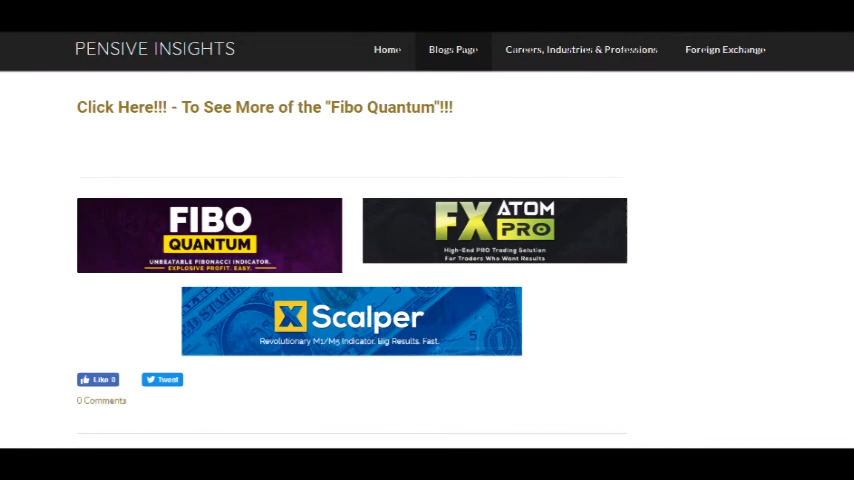 PENSIVE INSIGHTS
Home
Blogs Page
Careers, Industries & Professions
Foreign Exchange
Click Here!!! - To See More of the "Fibo Quantum"!!!
FIBO
QUANTUM
UNBEATABLE FIBONACCI INDICATOR.
EXPLOSIVE PROFIT. EASY.
FX ATOM
PRO
High-End PRO Trading Solution
For Traders Who Want Results
X Scalper
Revolutionary M1/M5 Indicator. Big Results. Fast.
Like 0
Tweet
0 Comments